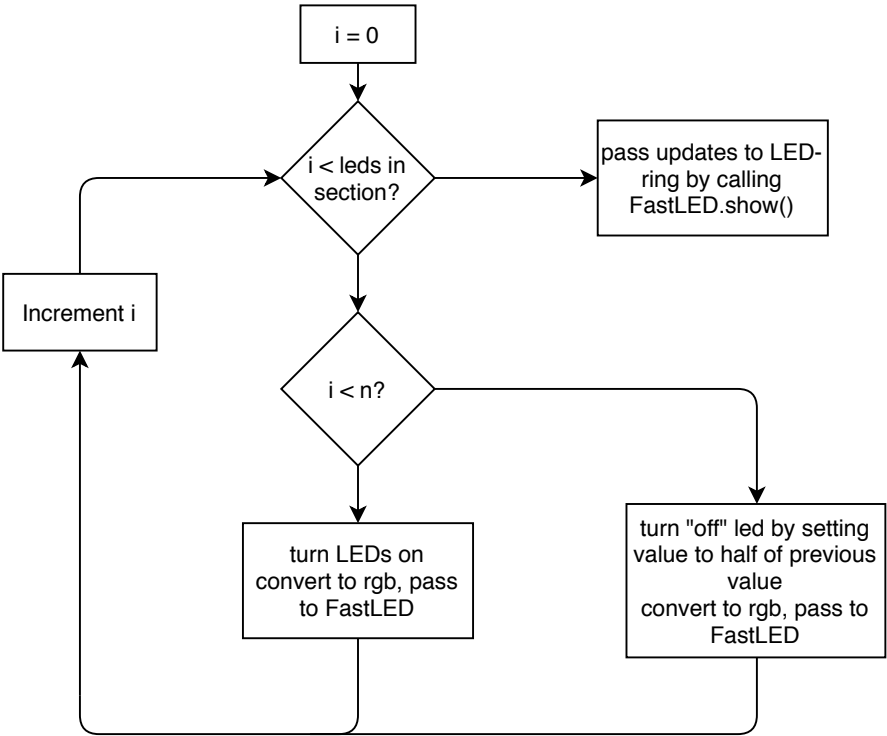 i = 0
i < leds in
section?
pass updates to LED-
ring by calling
FastLED.show()
Increment i
i < n?
turn LEDs on
convert to rgb, pass
to FastLED
turn "off" led by setting
value to half of previous
value
convert to rgb, pass to
FastLED